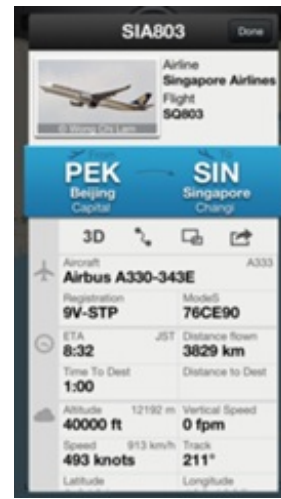 SIA803 Done
Airline
Singapore Airlines
Flight
SQ803
© Wong Chi Lam
From To
PEK SIN
Beijing Singapore
Capital Changi
3D
Aircraft A333
Airbus A330-343E
Registration ModeS
9V-STP 76CE90
ETA JST Distance flown
8:32 3829 km
Time To Dest Distance to Dest
1:00
Altitude 12192 m Vertical Speed
40000 ft 0 fpm
Speed 913 km/h Track
493 knots 211°
Latitude Longitude